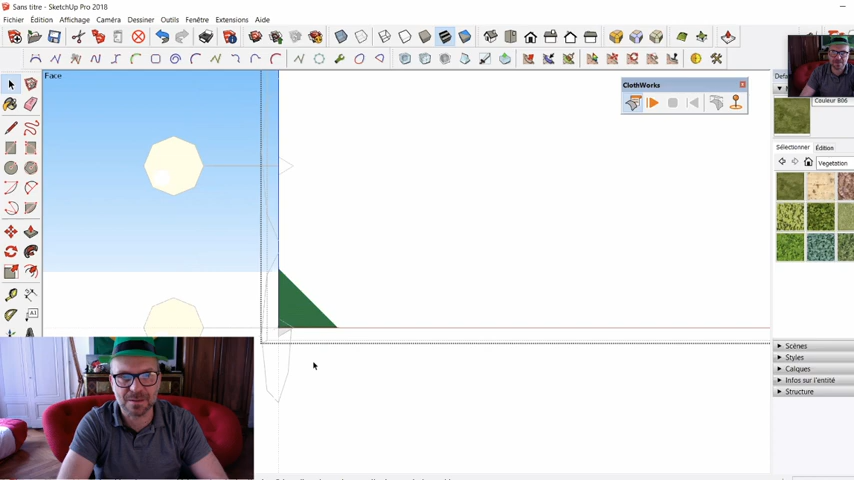 Sans titre - SketchUp Pro 2018
Fichier Édition Affichage Caméra Dessiner Outils Fenêtre Extensions Aide
Face
ClothWorks
Couleur B06
Sélectionner Édition
Vegetation
Scènes
Styles
Calques
Infos sur l'entité
Structure